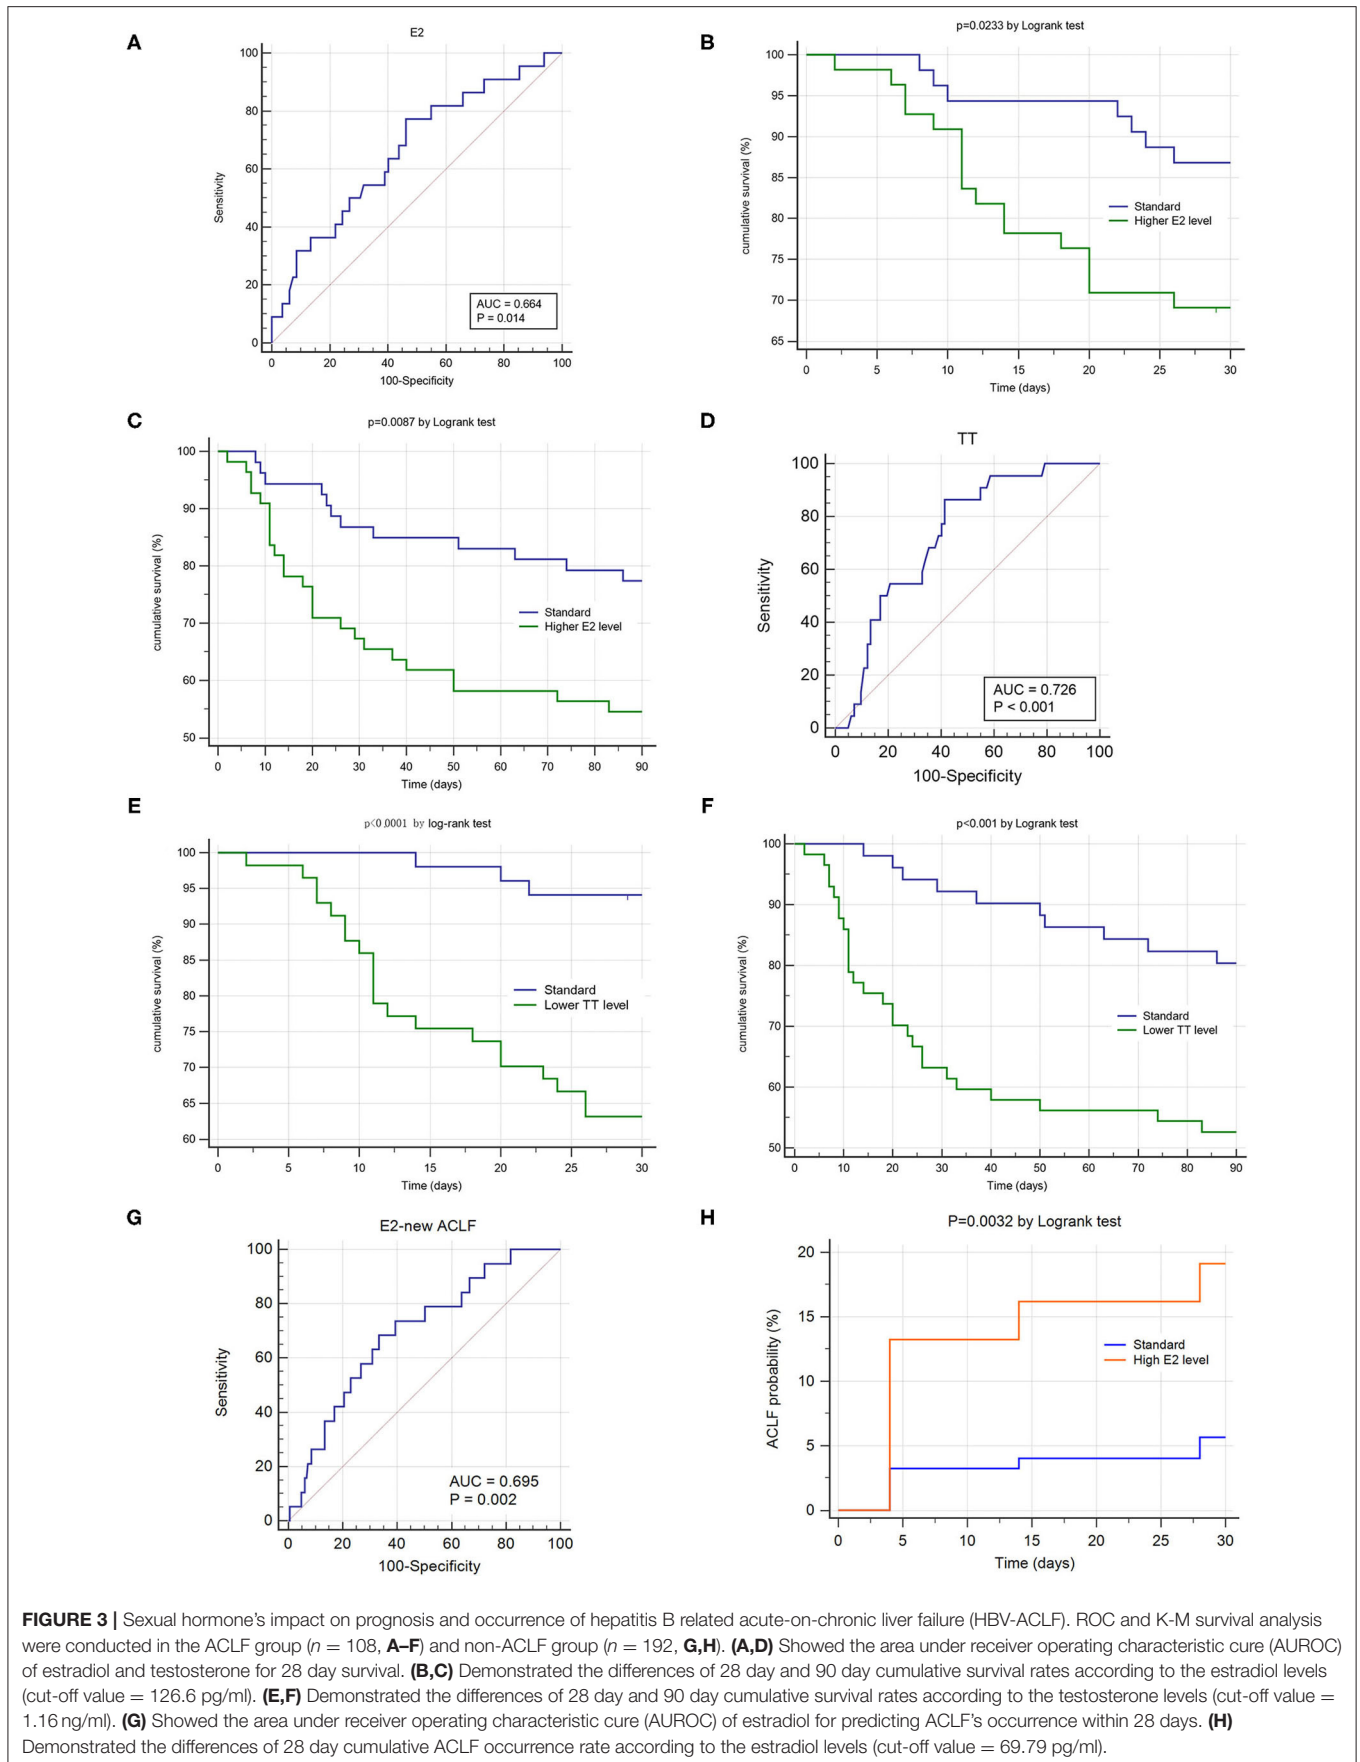 A
E2
100
80
60
40
20
0
Sensitivity
AUC = 0.664
P = 0.014
0 20 40 60 80 100
100-Specificity
B
p=0.0233 by Logrank test
100
95
90
85
80
75
70
65
cumulative survival (%)
Standard
Higher E2 level
0 5 10 15 20 25 30
Time (days)
C
p=0.0087 by Logrank test
100
90
80
70
60
50
cumulative survival (%)
Standard
Higher E2 level
0 10 20 30 40 50 60 70 80 90
Time (days)
D
TT
100
80
60
40
20
0
Sensitivity
AUC = 0.726
P < 0.001
0 20 40 60 80 100
100-Specificity
E
p<0.0001 by log-rank test
100
95
90
85
80
75
70
65
60
cumulative survival (%)
Standard
Lower TT level
0 5 10 15 20 25 30
Time (days)
F
p<0.001 by Logrank test
100
90
80
70
60
50
cumulative survival (%)
Standard
Lower TT level
0 10 20 30 40 50 60 70 80 90
Time (days)
G
E2-new ACLF
100
80
60
40
20
0
Sensitivity
AUC = 0.695
P = 0.002
0 20 40 60 80 100
100-Specificity
H
P=0.0032 by Logrank test
20
15
10
5
0
ACLF probability (%)
Standard
High E2 level
0 5 10 15 20 25 30
Time (days)
FIGURE 3 | Sexual hormone's impact on prognosis and occurrence of hepatitis B related acute-on-chronic liver failure (HBV-ACLF). ROC and K-M survival analysis
were conducted in the ACLF group (n = 108, A–F) and non-ACLF group (n = 192, G,H). (A,D) Showed the area under receiver operating characteristic cure (AUROC)
of estradiol and testosterone for 28 day survival. (B,C) Demonstrated the differences of 28 day and 90 day cumulative survival rates according to the estradiol levels
(cut-off value = 126.6 pg/ml). (E,F) Demonstrated the differences of 28 day and 90 day cumulative survival rates according to the testosterone levels (cut-off value =
1.16 ng/ml). (G) Showed the area under receiver operating characteristic cure (AUROC) of estradiol for predicting ACLF's occurrence within 28 days. (H)
Demonstrated the differences of 28 day cumulative ACLF occurrence rate according to the estradiol levels (cut-off value = 69.79 pg/ml).